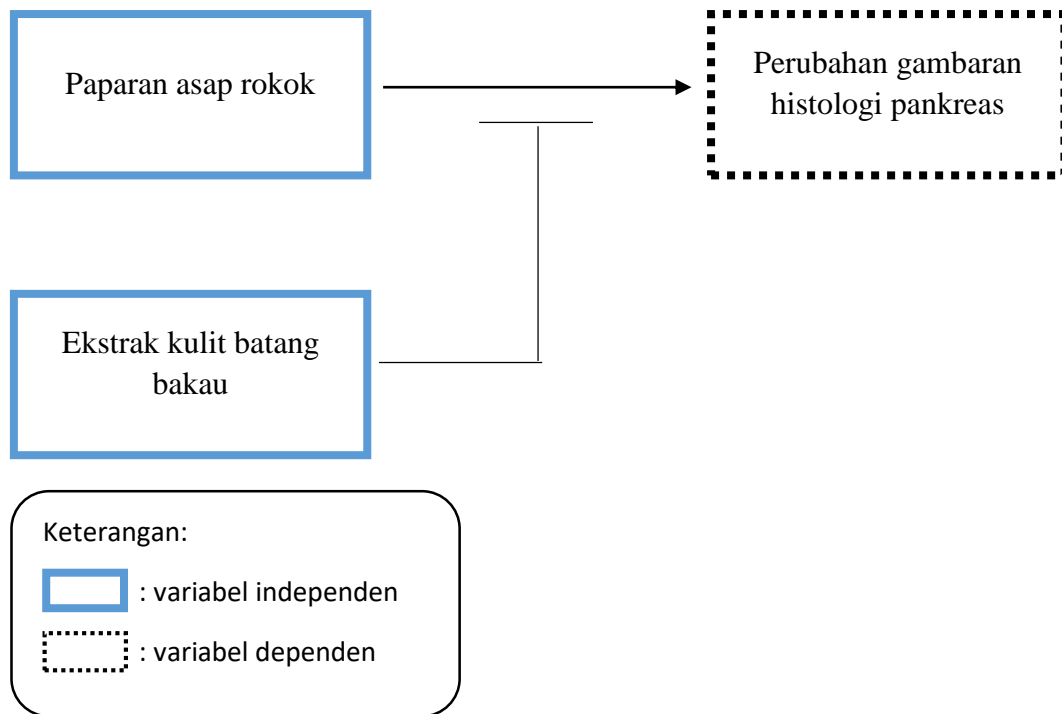 Paparan asap rokok
Perubahan gambaran
histologi pankreas
Ekstrak kulit batang
bakau
Keterangan:
: variabel independen
: variabel dependen